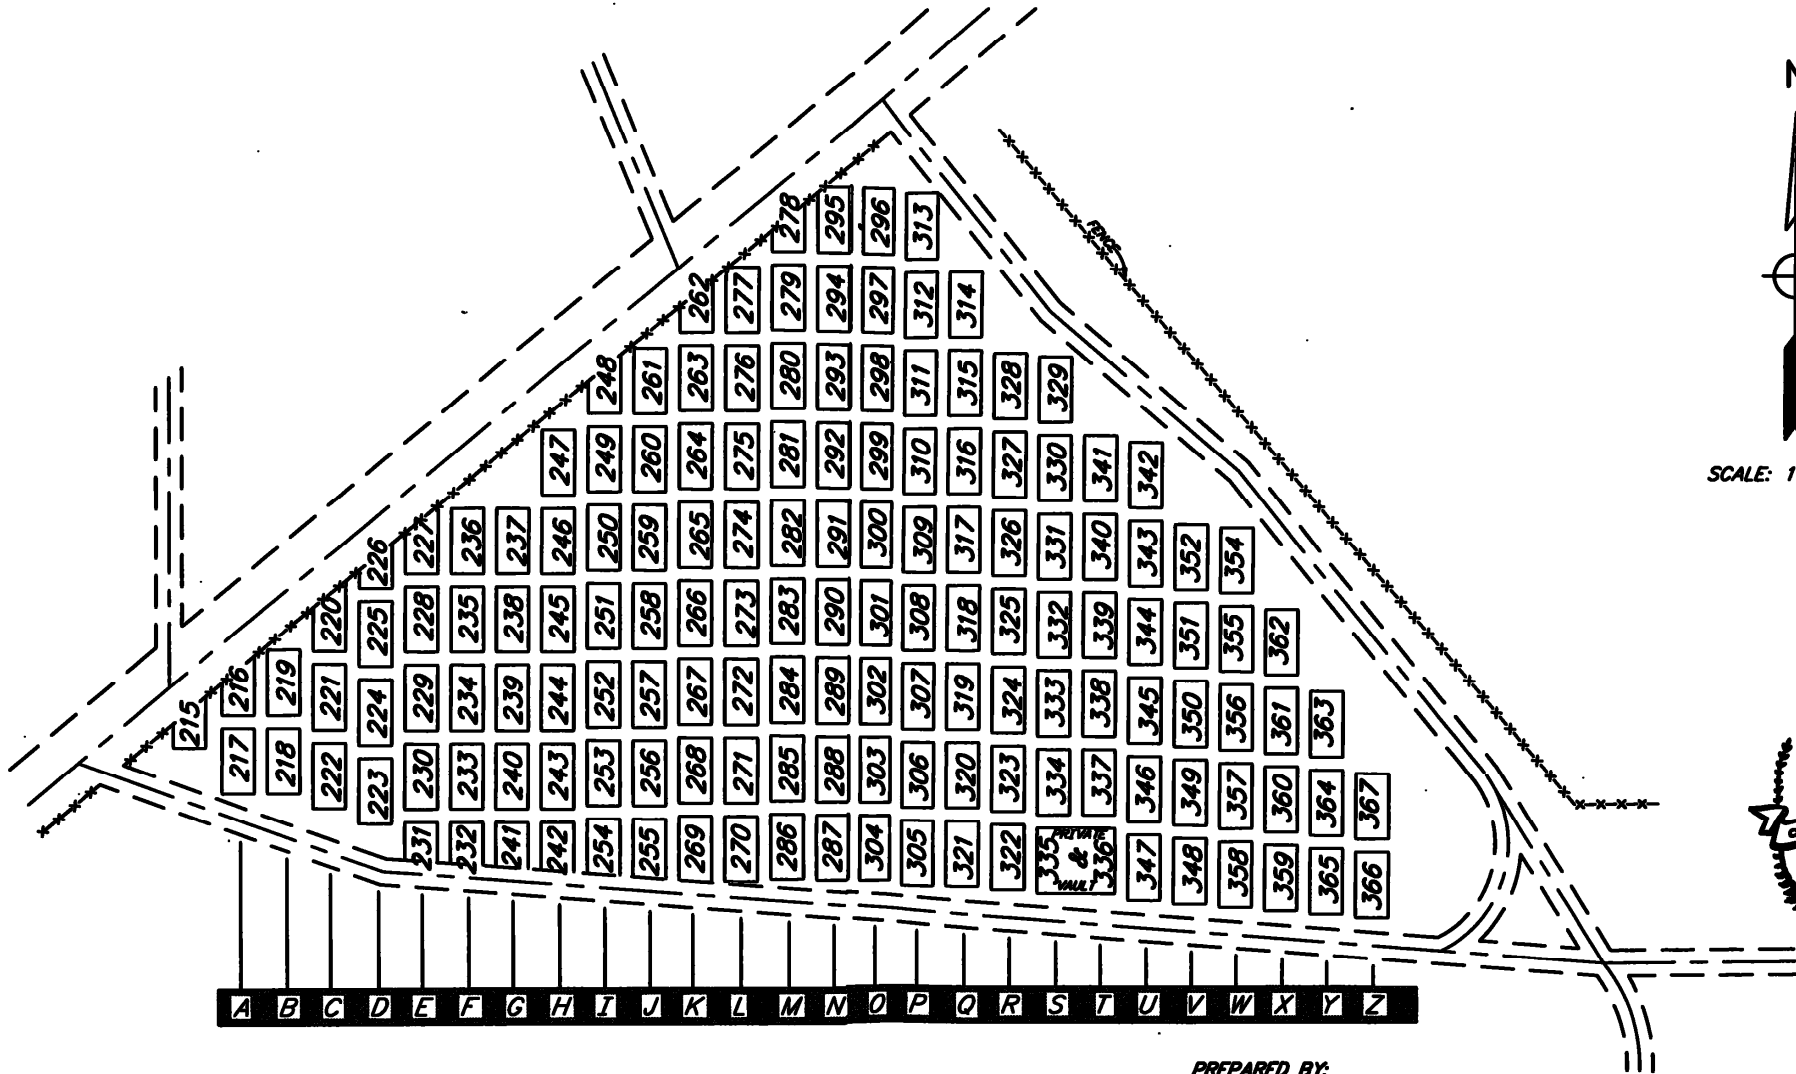 N
278 295 296 313
FENCE
262 277 279 294 297 312 314
248 261 263 276 280 293 298 311 315 328 329
247 249 260 264 275 281 292 299 310 316 327 330 341 342
SCALE: 1
226 227 236 237 246 250 259 265 274 282 291 300 309 317 326 331 340 343 352 354
220 225 228 235 238 245 251 258 266 273 283 290 301 308 318 325 332 339 344 351 355 362
215 216 219 221 224 229 234 239 244 252 257 267 272 284 289 302 307 319 324 333 338 345 350 356 361 363
217 218 222 223 230 233 240 243 253 256 268 271 285 288 303 306 320 323 334 337 346 349 357 360 364 367
231 232 241 242 254 255 269 270 286 287 304 305 321 322 335 PRIVATE & VAULT 336 347 348 358 359 365 366
A B C D E F G H I J K L M N O P Q R S T U V W X Y Z
PREPARED BY: